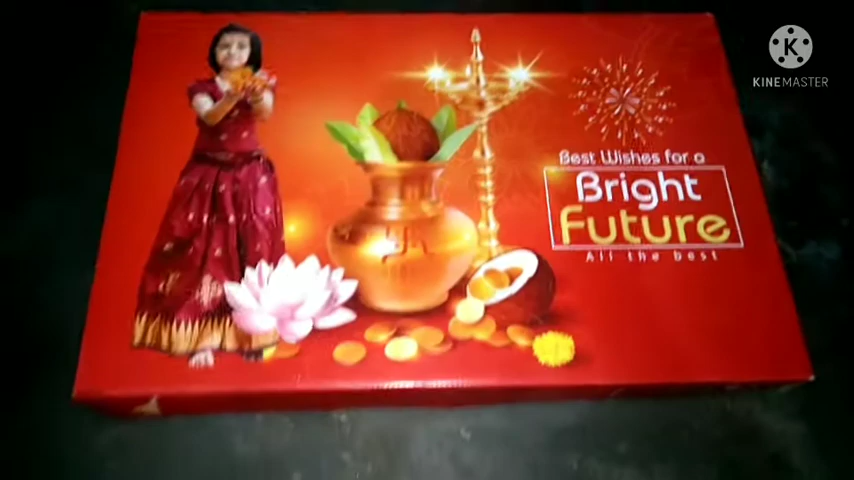 K
KINEMASTER
Best Wishes for a
Bright
Future
All the best